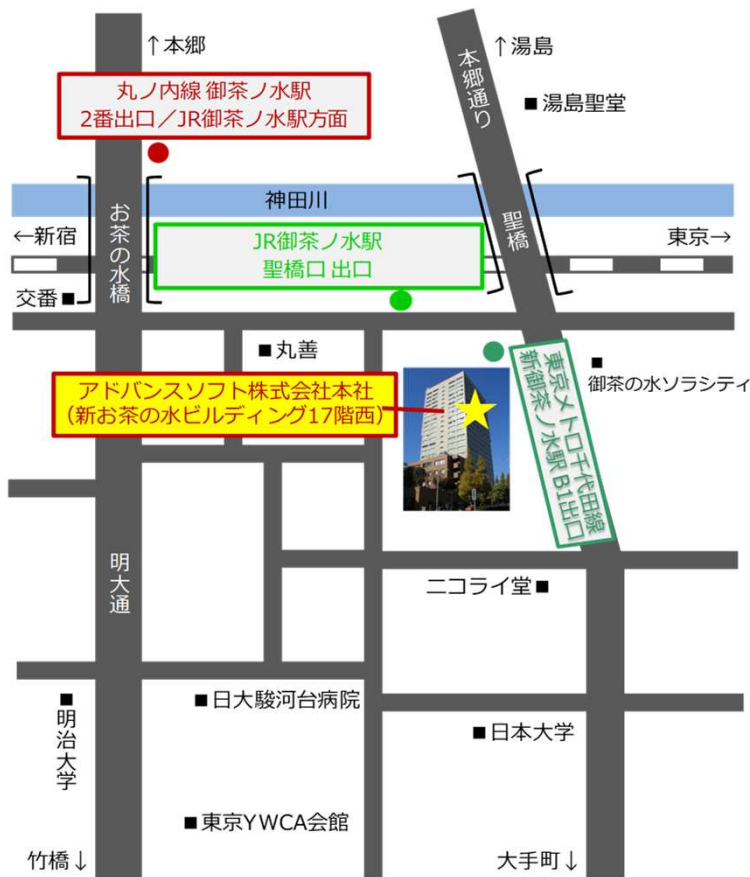 ↑本郷
↑湯島
本郷通り
■湯島聖堂
丸ノ内線 御茶ノ水駅
2番出口／JR御茶ノ水駅方面
神田川
お茶の水橋
聖橋
←新宿
東京→
JR御茶ノ水駅
聖橋口 出口
交番■
■丸善
■
御茶の水ソラシティ
東京メトロ千代田線
新御茶ノ水駅 B1出口
アドバンスソフト株式会社本社
(新お茶の水ビルディング17階西)
明大通
ニコライ堂■
■明治大学
■日大駿河台病院
■日本大学
■東京YWCA会館
竹橋↓
大手町↓